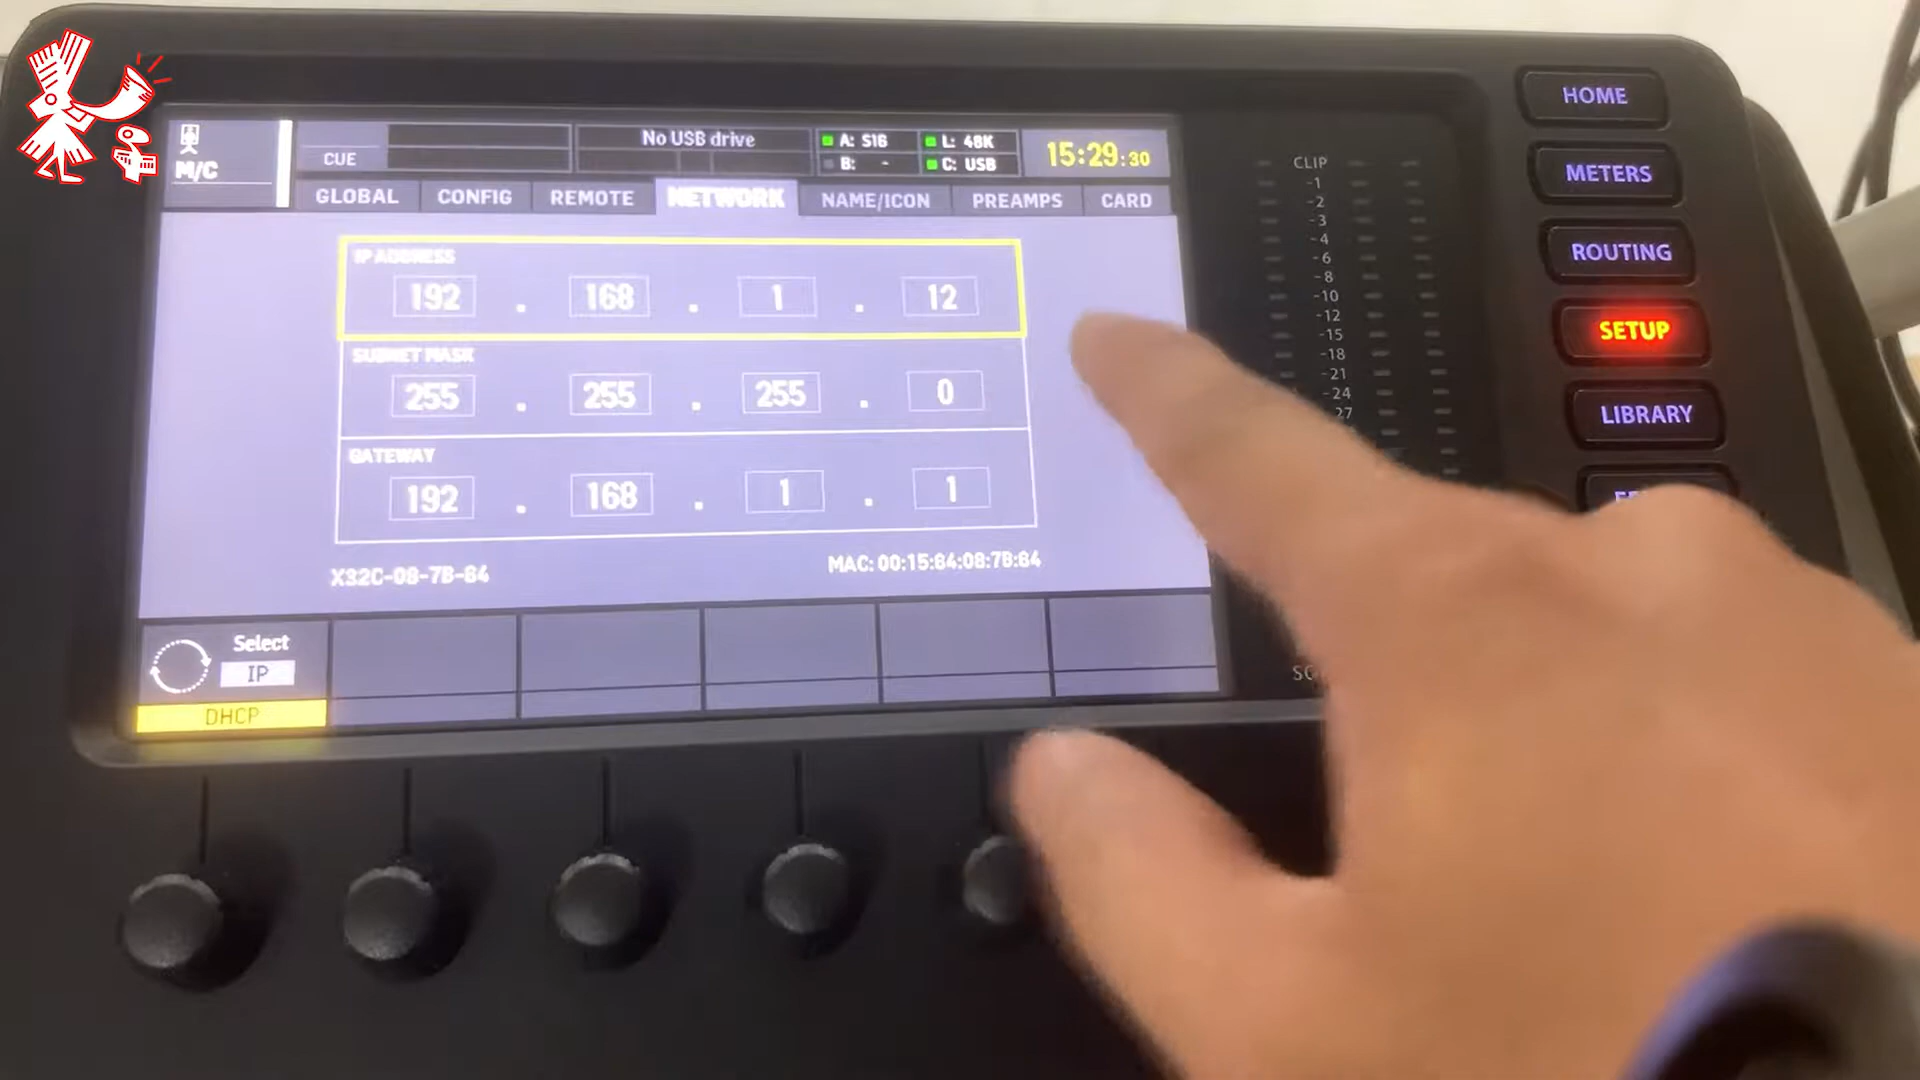 M/C
CUE
No USB drive
A: S16
L: 48K
B: -
C: USB
15:29:30
GLOBAL
CONFIG
REMOTE
NETWORK
NAME/ICON
PREAMPS
CARD
IP ADDRESS
192 . 168 . 1 . 12
SUBNET MASK
255 . 255 . 255 . 0
GATEWAY
192 . 168 . 1 . 1
X32C-08-7B-64
MAC: 00:15:64:08:7B:64
Select
IP
DHCP
CLIP
-1
-2
-3
-4
-6
-8
-10
-12
-15
-18
-21
-24
27
HOME
METERS
ROUTING
SETUP
LIBRARY